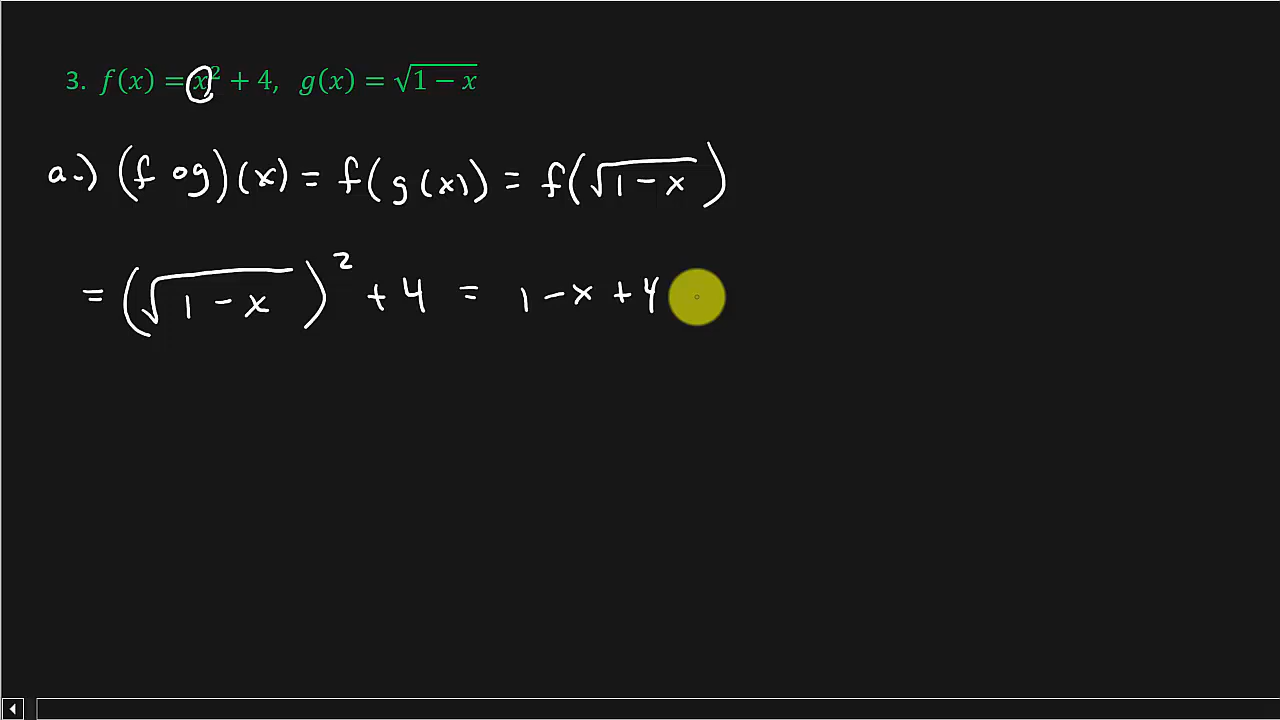 3. f(x) = x² + 4, g(x) = √(1 − x)
a.) (f ∘ g)(x) = f(g(x)) = f(√(1 − x))
= (√(1 − x))² + 4 = 1 − x + 4